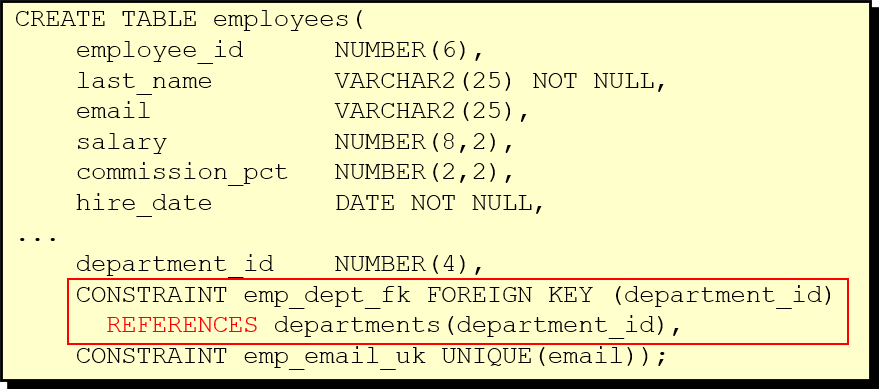 CREATE TABLE employees(
    employee_id      NUMBER(6),
    last_name        VARCHAR2(25) NOT NULL,
    email            VARCHAR2(25),
    salary           NUMBER(8,2),
    commission_pct   NUMBER(2,2),
    hire_date        DATE NOT NULL,
...
    department_id    NUMBER(4),
    CONSTRAINT emp_dept_fk FOREIGN KEY (department_id)
      REFERENCES departments(department_id),
    CONSTRAINT emp_email_uk UNIQUE(email));